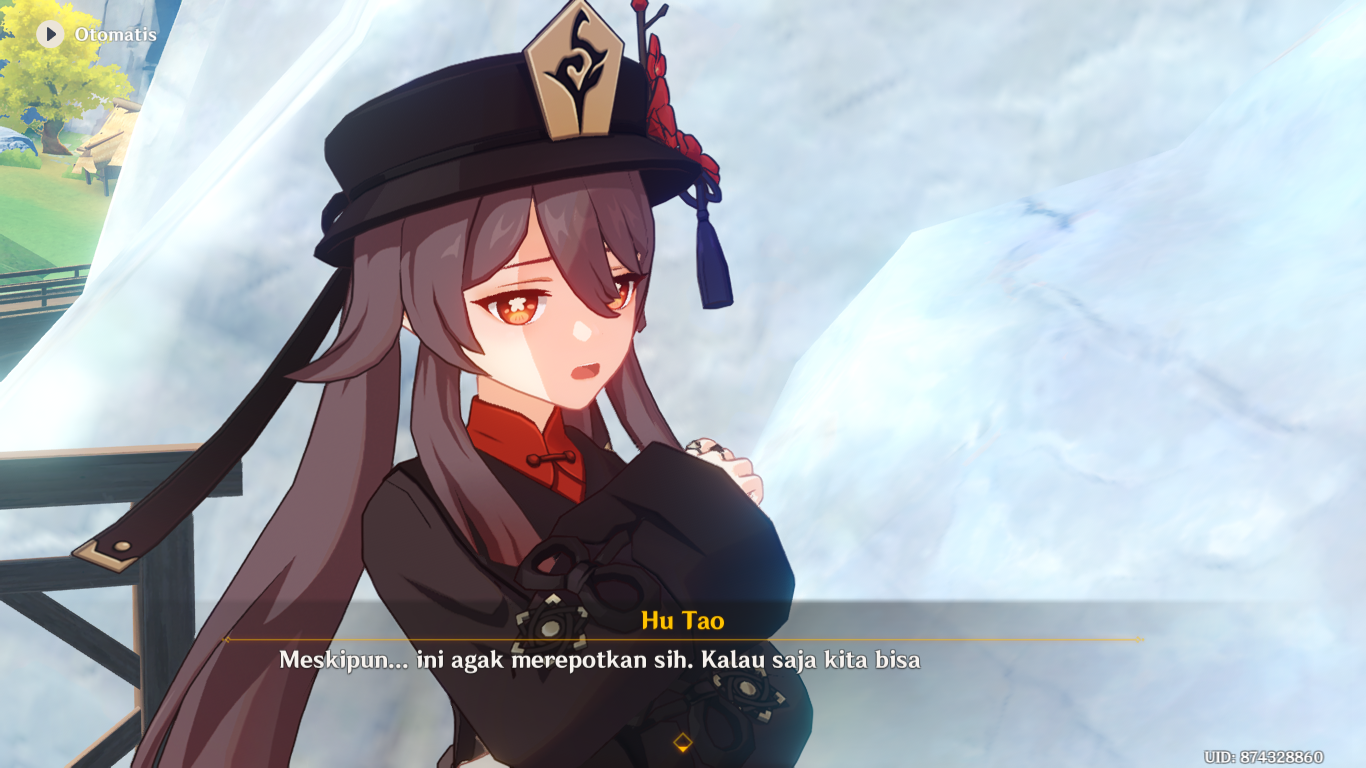 Otomatis
Hu Tao
Meskipun... ini agak merepotkan sih. Kalau saja kita bisa
UID: 874328860